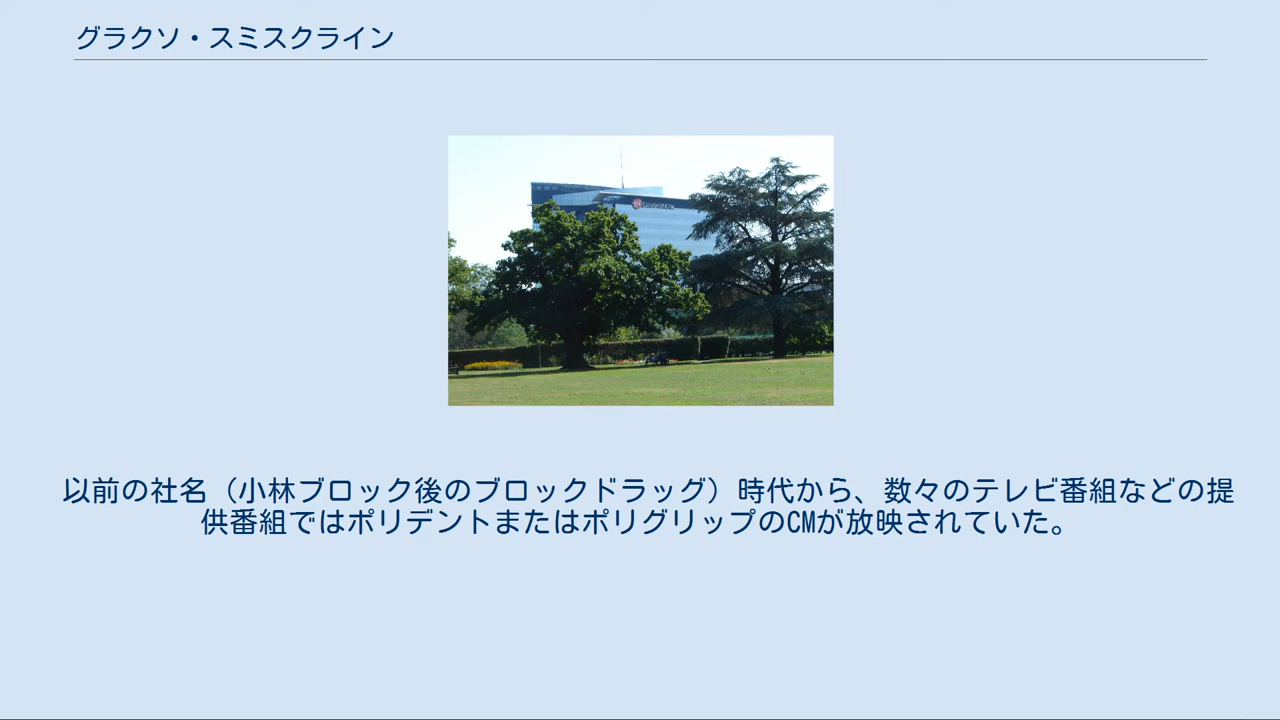 グラクソ・スミスクライン
以前の社名（小林ブロック後のブロックドラッグ）時代から、数々のテレビ番組などの提
供番組ではポリデントまたはポリグリップのCMが放映されていた。